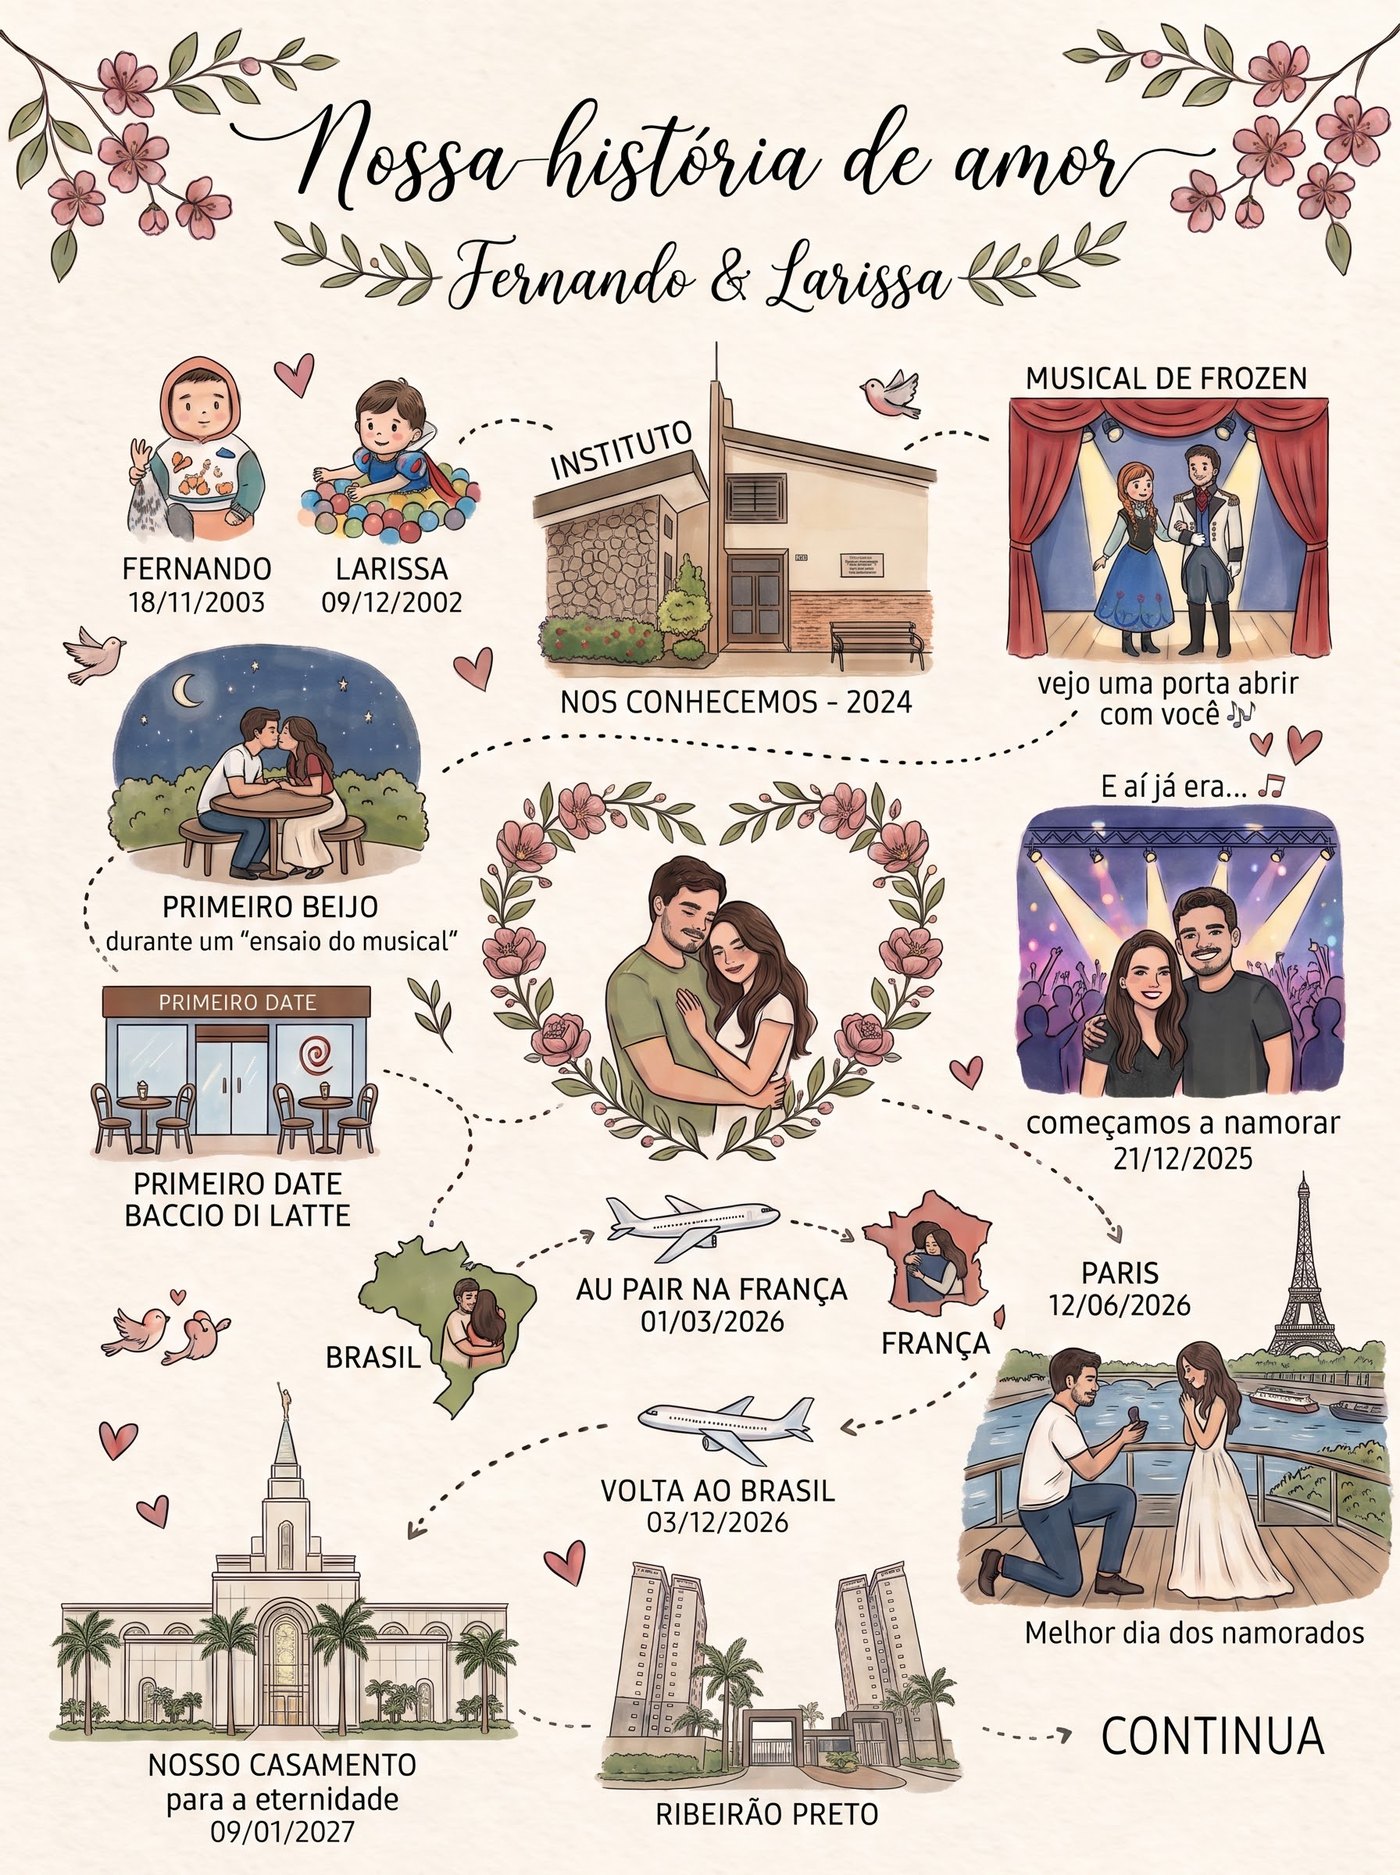 Nossa história de amor
Fernando & Larissa
FERNANDO
18/11/2003
LARISSA
09/12/2002
INSTITUTO
NOS CONHECEMOS - 2024
MUSICAL DE FROZEN
vejo uma porta abrir
com você
PRIMEIRO BEIJO
durante um "ensaio do musical"
E aí já era...
começamos a namorar
21/12/2025
PRIMEIRO DATE
PRIMEIRO DATE
BACCIO DI LATTE
BRASIL
AU PAIR NA FRANÇA
01/03/2026
FRANÇA
PARIS
12/06/2026
Melhor dia dos namorados
VOLTA AO BRASIL
03/12/2026
NOSSO CASAMENTO
para a eternidade
09/01/2027
RIBEIRÃO PRETO
CONTINUA